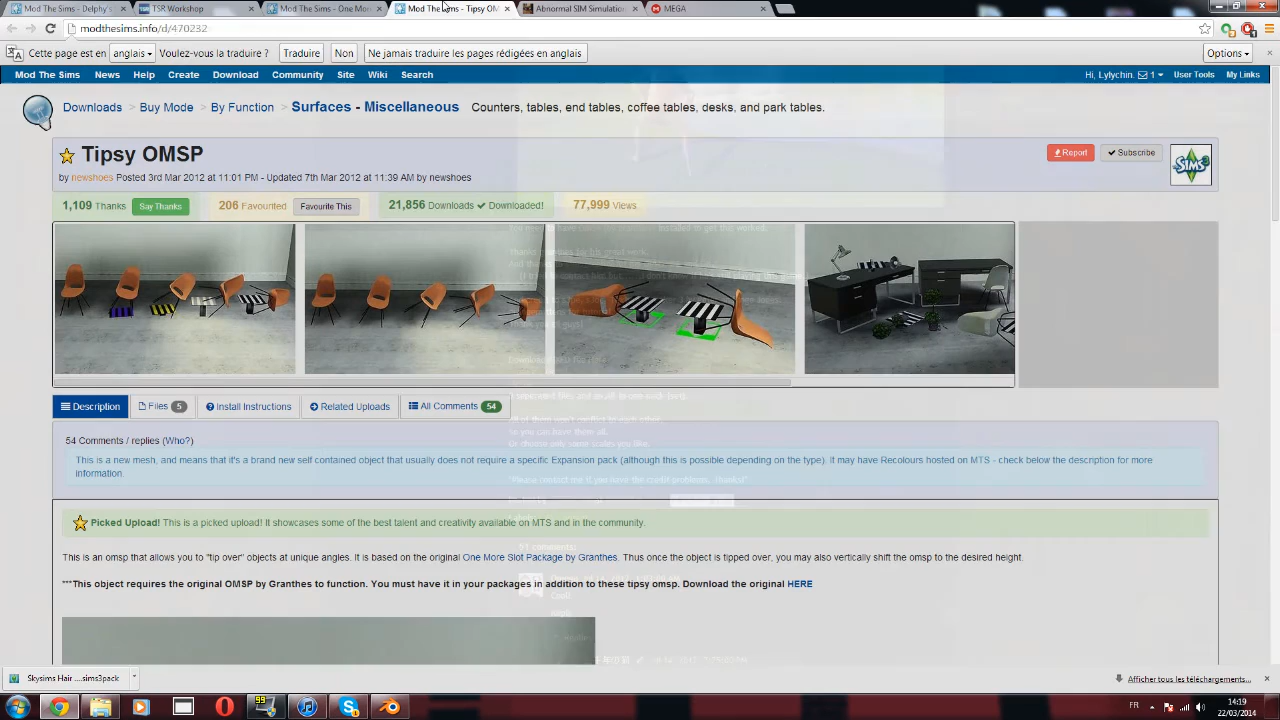 Mod The Sims - Delphy's
TSR Workshop
Mod The Sims - One More
Mod The Sims - Tipsy OM
Abnormal SIM Simulation
MEGA
modthesims.info/d/470232
Cette page est en anglais Voulez-vous la traduire ? Traduire Non Ne jamais traduire les pages rédigées en anglais Options
Mod The Sims News Help Create Download Community Site Wiki Search Hi, Lylychin. 1 User Tools My Links
Downloads > Buy Mode > By Function > Surfaces - Miscellaneous Counters, tables, end tables, coffee tables, desks, and park tables.
Tipsy OMSP
Report Subscribe
by newshoes Posted 3rd Mar 2012 at 11:01 PM - Updated 7th Mar 2012 at 11:39 AM by newshoes
1,109 Thanks Say Thanks 206 Favourited Favourite This 21,856 Downloads Downloaded! 77,999 Views
Description Files 5 Install Instructions Related Uploads All Comments 54
54 Comments / replies (Who?)
This is a new mesh, and means that it's a brand new self contained object that usually does not require a specific Expansion pack (although this is possible depending on the type). It may have Recolours hosted on MTS - check below the description for more
information.
Picked Upload! This is a picked upload! It showcases some of the best talent and creativity available on MTS and in the community.
This is an omsp that allows you to "tip over" objects at unique angles. It is based on the original One More Slot Package by Granthes. Thus once the object is tipped over, you may also vertically shift the omsp to the desired height.
***This object requires the original OMSP by Granthes to function. You must have it in your packages in addition to these tipsy omsp. Download the original HERE
Skysims Hair ....sims3pack
Afficher tous les téléchargements...
99
FR
14:19
22/03/2014